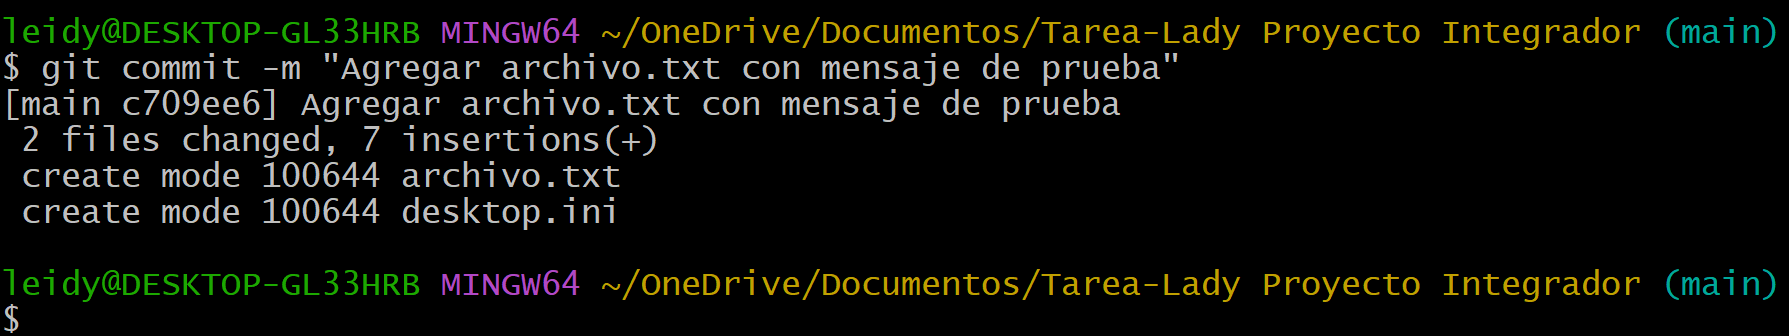 leidy@DESKTOP-GL33HRB MINGW64 ~/OneDrive/Documentos/Tarea-Lady Proyecto Integrador (main)
$ git commit -m "Agregar archivo.txt con mensaje de prueba"
[main c709ee6] Agregar archivo.txt con mensaje de prueba
 2 files changed, 7 insertions(+)
 create mode 100644 archivo.txt
 create mode 100644 desktop.ini

leidy@DESKTOP-GL33HRB MINGW64 ~/OneDrive/Documentos/Tarea-Lady Proyecto Integrador (main)
$